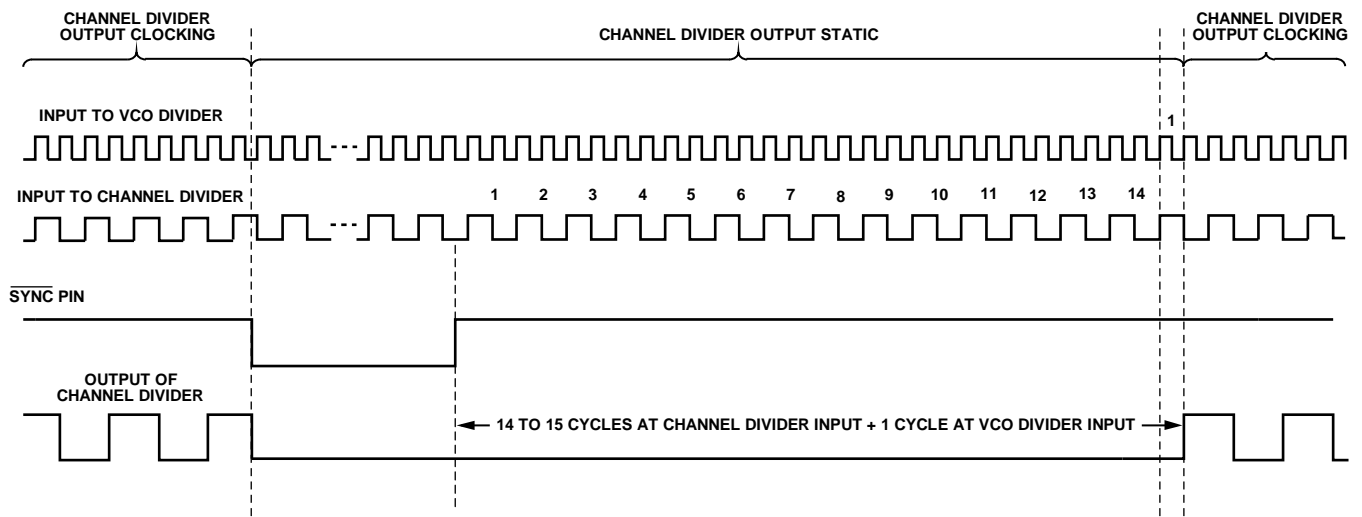 CHANNEL DIVIDER
OUTPUT CLOCKING
CHANNEL DIVIDER OUTPUT STATIC
CHANNEL DIVIDER
OUTPUT CLOCKING
INPUT TO VCO DIVIDER
1
INPUT TO CHANNEL DIVIDER
1 2 3 4 5 6 7 8 9 10 11 12 13 14
SYNC PIN
OUTPUT OF
CHANNEL DIVIDER
14 TO 15 CYCLES AT CHANNEL DIVIDER INPUT + 1 CYCLE AT VCO DIVIDER INPUT